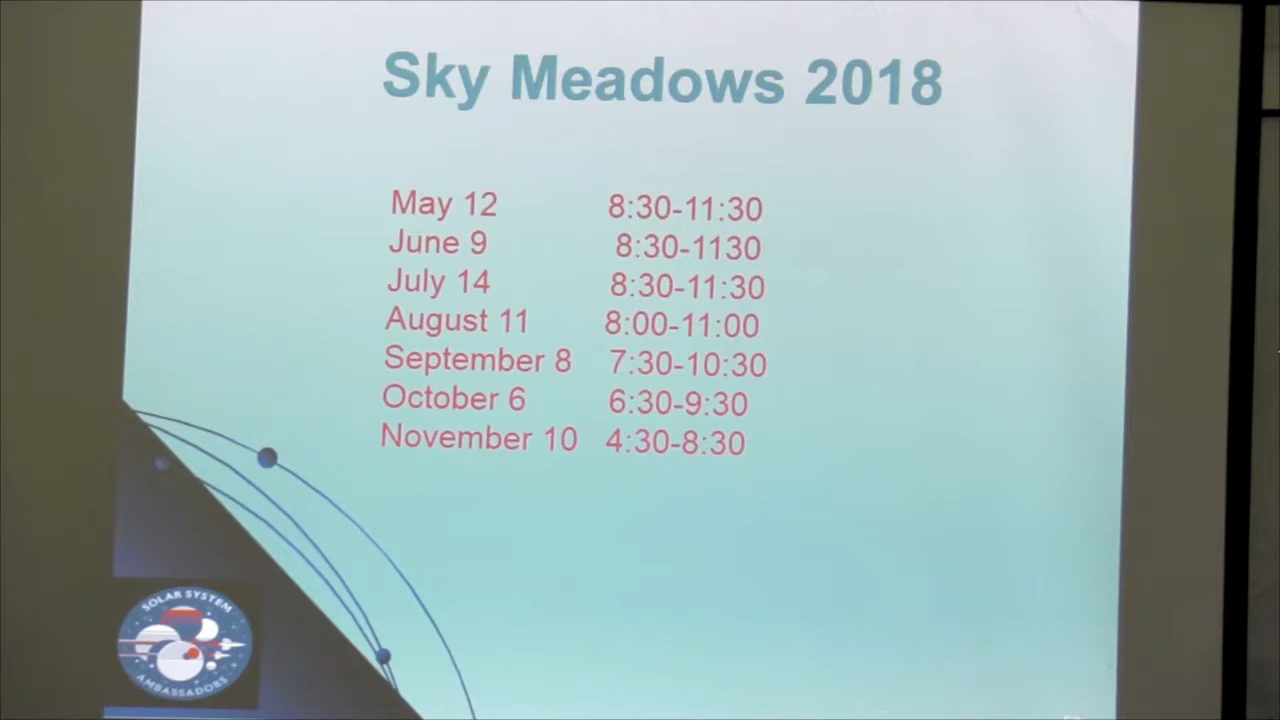 Sky Meadows 2018
May 12 8:30-11:30
June 9 8:30-1130
July 14 8:30-11:30
August 11 8:00-11:00
September 8 7:30-10:30
October 6 6:30-9:30
November 10 4:30-8:30
SOLAR SYSTEM
AMBASSADORS